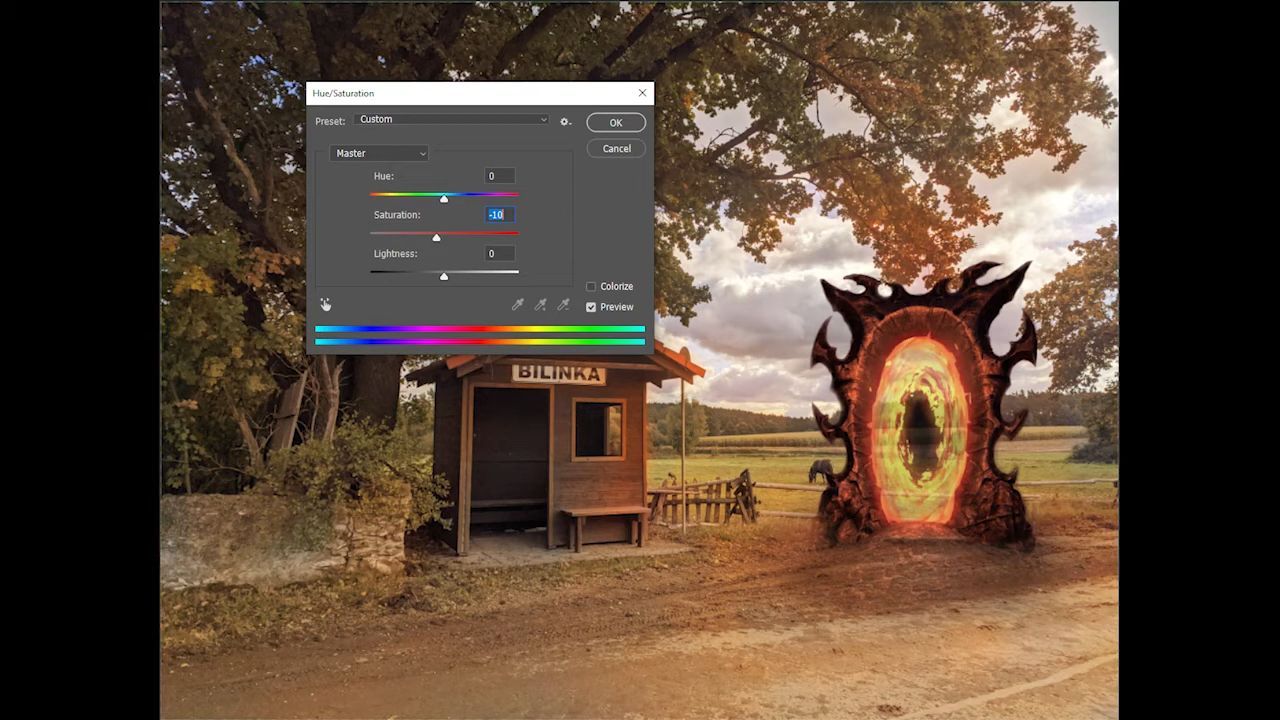 Hue/Saturation
Preset: Custom
OK
Cancel
Master
Hue: 0
Saturation: -10
Lightness: 0
Colorize
Preview
BILINKA